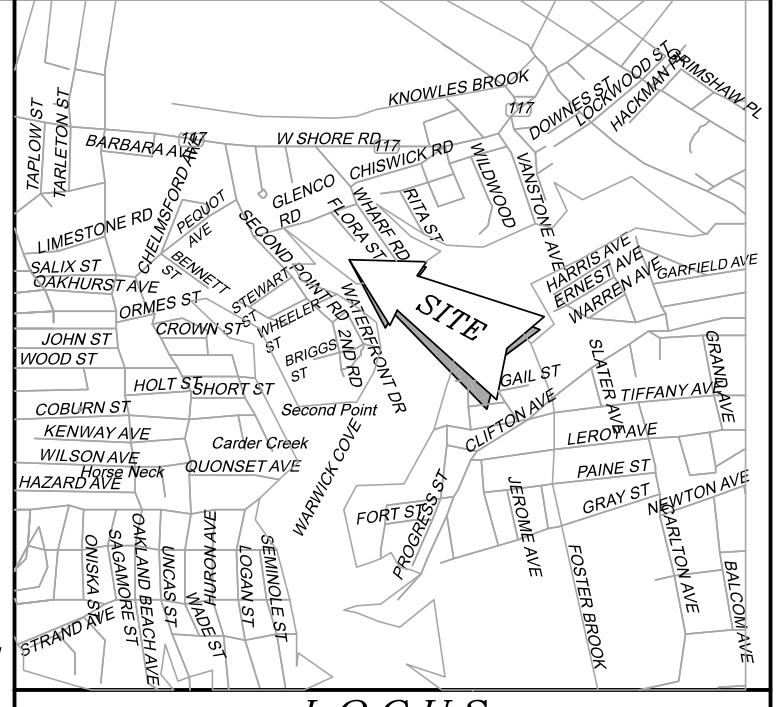 KNOWLES BROOK
117
DOWNES ST
LOCKWOOD ST
HACKMAN PL
GRIMSHAW PL
TAPLOW ST
TARLETON ST
BARBARA AVE
117
W SHORE RD
117
CHISWICK RD
WILDWOOD
VANSTONE AVE
CHELMSFORD AVE
GLENCO
RD
WHARF RD
FLORA ST
RITA ST
PEQUOT
AVE
SECOND POINT RD
LIMESTONE RD
SALIX ST
OAKHURST AVE
BENNETT
ST
STEWART
ST
WATERFRONT DR
HARRIS AVE
ERNEST AVE
WARREN AVE
GARFIELD AVE
ORMES ST
CROWN ST
WHEELER
ST
2ND RD
SITE
JOHN ST
WOOD ST
BRIGGS
ST
HOLT ST
SHORT ST
GAIL ST
SLATER AVE
TIFFANY AVE
GRAND AVE
COBURN ST
Second Point
CLIFTON AVE
KENWAY AVE
Carder Creek
LEROY AVE
WILSON AVE
Horse Neck
QUONSET AVE
WARWICK COVE
PAINE ST
HAZARD AVE
GRAY ST
NEWTON AVE
FORT ST
PROGRESS ST
JEROME AVE
CARLTON AVE
ONISKA ST
SAGAMORE ST
OAKLAND BEACH AVE
UNCAS ST
HURON AVE
WADE ST
LOGAN ST
SEMINOLE ST
FOSTER BROOK
BALCOM AVE
STRAND AVE
LOCUS